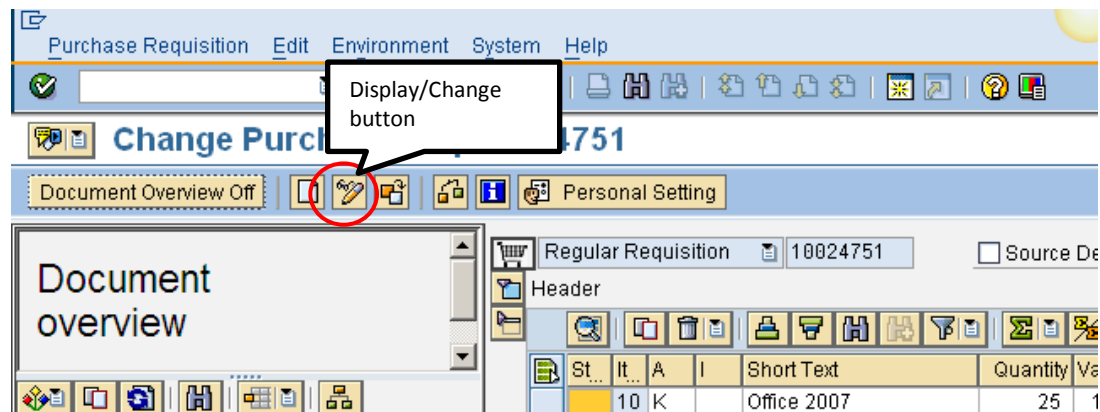 Purchase Requisition Edit Environment System Help
Display/Change
button
Change Purc 4751
Document Overview Off Personal Setting
Regular Requisition 10024751 Source De
Document
overview
Header
St... It... A I Short Text Quantity Va
10 K Office 2007 25 1